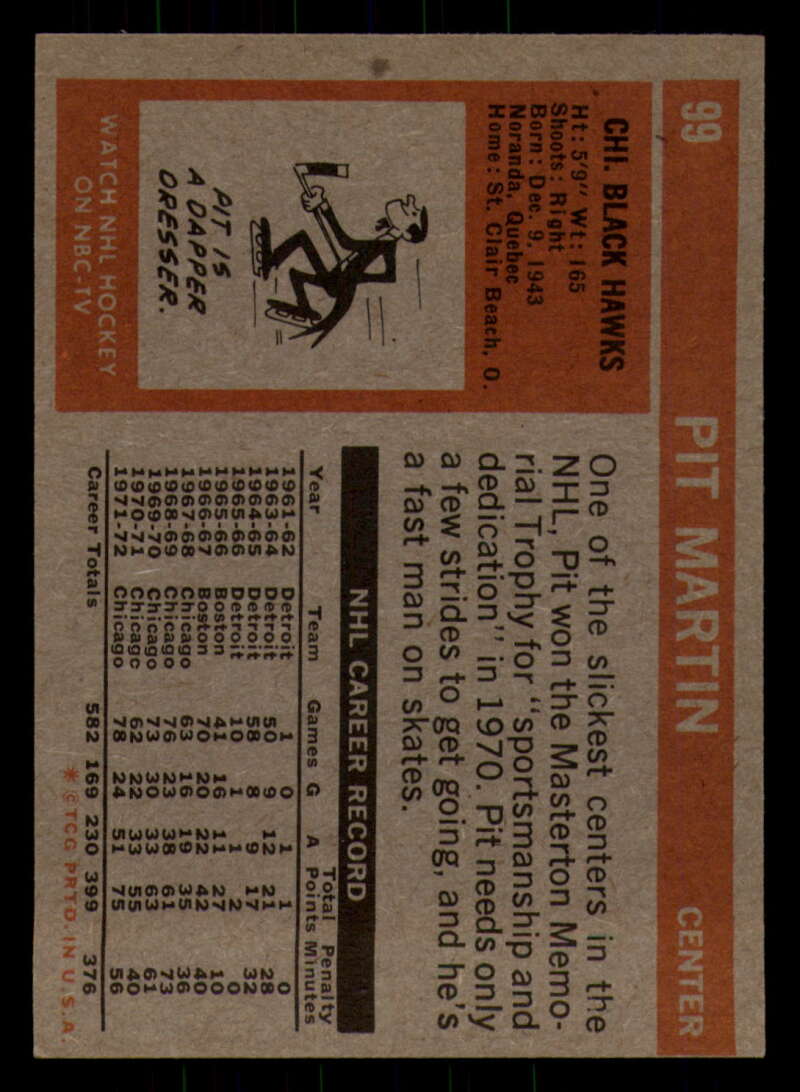 99 PIT MARTIN CENTER
CHI. BLACK HAWKS
Ht: 5'9" Wt: 165
Shoots: Right
Born: Dec. 9, 1943
Noranda, Quebec
Home: St. Clair Beach, O.
PIT IS
A DAPPER
DRESSER.
WATCH NHL HOCKEY
ON NBC-TV
One of the slickest centers in the
NHL, Pit won the Masterton Memo-
rial Trophy for "sportsmanship and
dedication" in 1970. Pit needs only
a few strides to get going, and he's
a fast man on skates.
NHL CAREER RECORD
Total Penalty
Year Team Games G A Points Minutes
1961-62 Detroit 1 0 1 1 0
1963-64 Detroit 50 9 12 21 28
1964-65 Detroit 58 8 9 17 32
1965-66 Detroit 10 1 1 2 0
1965-66 Boston 41 16 11 27 10
1966-67 Boston 70 20 22 42 40
1967-68 Chicago 63 16 19 35 36
1968-69 Chicago 76 23 38 61 73
1969-70 Chicago 73 30 33 63 61
1970-71 Chicago 62 22 33 55 40
1971-72 Chicago 78 24 51 75 56
Career Totals 582 169 230 399 376
* © TCG PRTD. IN U.S.A.